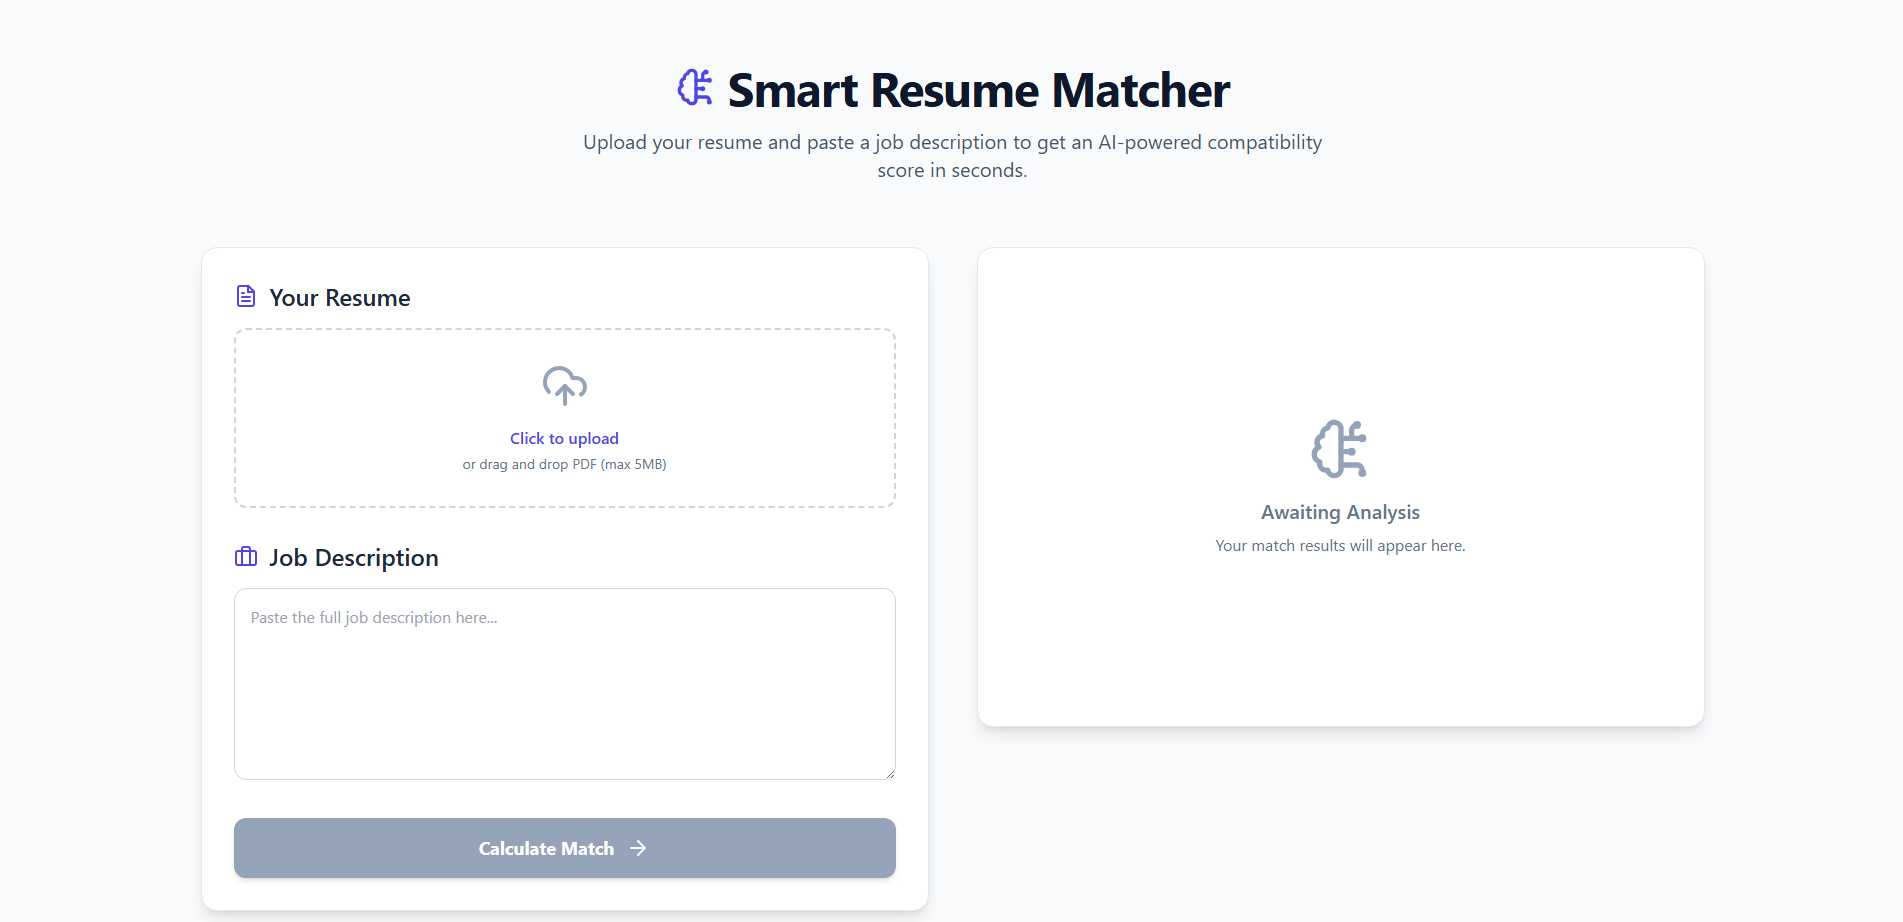 Smart Resume Matcher
Upload your resume and paste a job description to get an AI-powered compatibility
score in seconds.
Your Resume
Click to upload
or drag and drop PDF (max 5MB)
Job Description
Paste the full job description here...
Calculate Match
Awaiting Analysis
Your match results will appear here.